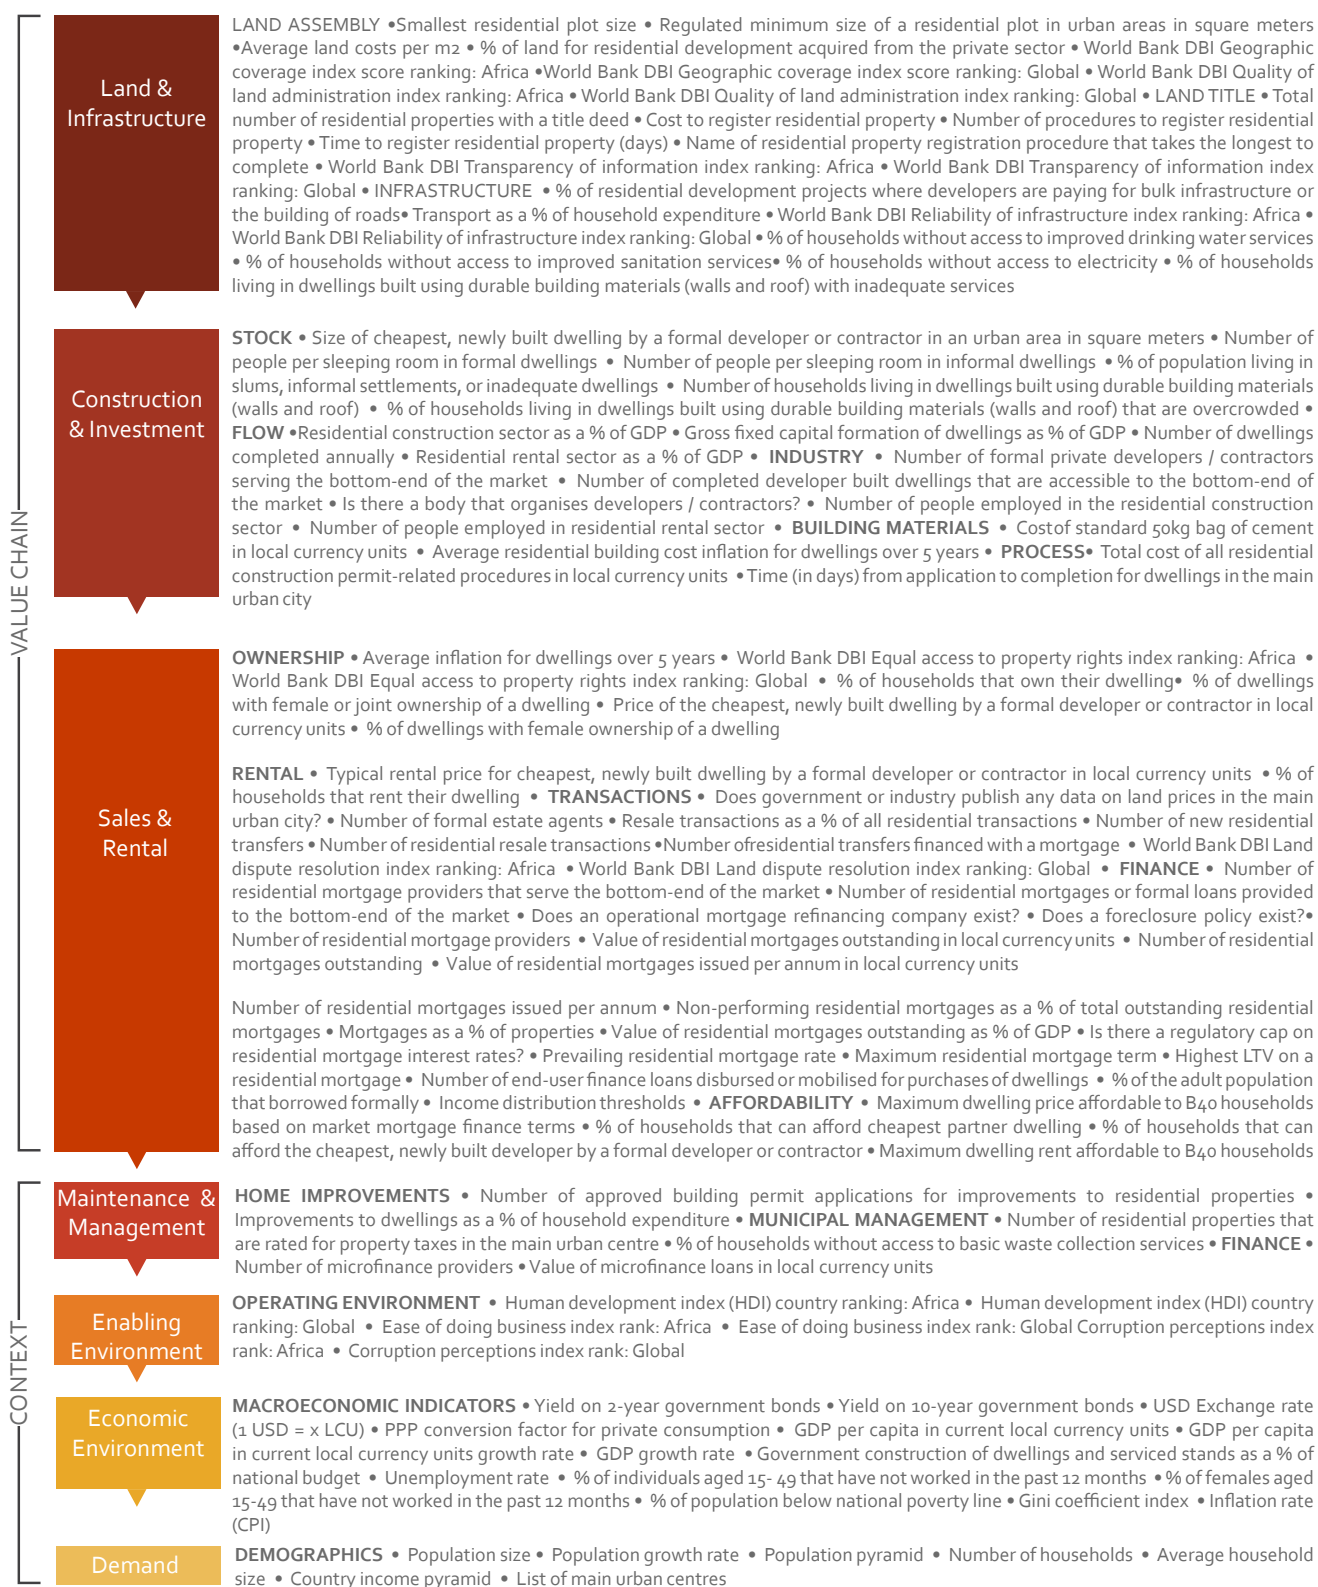 VALUE CHAIN
Land &
Infrastructure
LAND ASSEMBLY •Smallest residential plot size • Regulated minimum size of a residential plot in urban areas in square meters
•Average land costs per m2 • % of land for residential development acquired from the private sector • World Bank DBI Geographic
coverage index score ranking: Africa •World Bank DBI Geographic coverage index score ranking: Global • World Bank DBI Quality of
land administration index ranking: Africa • World Bank DBI Quality of land administration index ranking: Global • LAND TITLE • Total
number of residential properties with a title deed • Cost to register residential property • Number of procedures to register residential
property • Time to register residential property (days) • Name of residential property registration procedure that takes the longest to
complete • World Bank DBI Transparency of information index ranking: Africa • World Bank DBI Transparency of information index
ranking: Global • INFRASTRUCTURE • % of residential development projects where developers are paying for bulk infrastructure or
the building of roads• Transport as a % of household expenditure • World Bank DBI Reliability of infrastructure index ranking: Africa •
World Bank DBI Reliability of infrastructure index ranking: Global • % of households without access to improved drinking water services
• % of households without access to improved sanitation services• % of households without access to electricity • % of households
living in dwellings built using durable building materials (walls and roof) with inadequate services
Construction
& Investment
STOCK • Size of cheapest, newly built dwelling by a formal developer or contractor in an urban area in square meters • Number of
people per sleeping room in formal dwellings • Number of people per sleeping room in informal dwellings • % of population living in
slums, informal settlements, or inadequate dwellings • Number of households living in dwellings built using durable building materials
(walls and roof) • % of households living in dwellings built using durable building materials (walls and roof) that are overcrowded •
FLOW •Residential construction sector as a % of GDP • Gross fixed capital formation of dwellings as % of GDP • Number of dwellings
completed annually • Residential rental sector as a % of GDP • INDUSTRY • Number of formal private developers / contractors
serving the bottom-end of the market • Number of completed developer built dwellings that are accessible to the bottom-end of
the market • Is there a body that organises developers / contractors? • Number of people employed in the residential construction
sector • Number of people employed in residential rental sector • BUILDING MATERIALS • Costof standard 50kg bag of cement
in local currency units • Average residential building cost inflation for dwellings over 5 years • PROCESS• Total cost of all residential
construction permit-related procedures in local currency units • Time (in days) from application to completion for dwellings in the main
urban city
Sales &
Rental
OWNERSHIP • Average inflation for dwellings over 5 years • World Bank DBI Equal access to property rights index ranking: Africa •
World Bank DBI Equal access to property rights index ranking: Global • % of households that own their dwelling• % of dwellings
with female or joint ownership of a dwelling • Price of the cheapest, newly built dwelling by a formal developer or contractor in local
currency units • % of dwellings with female ownership of a dwelling
RENTAL • Typical rental price for cheapest, newly built dwelling by a formal developer or contractor in local currency units • % of
households that rent their dwelling • TRANSACTIONS • Does government or industry publish any data on land prices in the main
urban city? • Number of formal estate agents • Resale transactions as a % of all residential transactions • Number of new residential
transfers • Number of residential resale transactions •Number ofresidential transfers financed with a mortgage • World Bank DBI Land
dispute resolution index ranking: Africa • World Bank DBI Land dispute resolution index ranking: Global • FINANCE • Number of
residential mortgage providers that serve the bottom-end of the market • Number of residential mortgages or formal loans provided
to the bottom-end of the market • Does an operational mortgage refinancing company exist? • Does a foreclosure policy exist?•
Number of residential mortgage providers • Value of residential mortgages outstanding in local currency units • Number of residential
mortgages outstanding • Value of residential mortgages issued per annum in local currency units
Number of residential mortgages issued per annum • Non-performing residential mortgages as a % of total outstanding residential
mortgages • Mortgages as a % of properties • Value of residential mortgages outstanding as % of GDP • Is there a regulatory cap on
residential mortgage interest rates? • Prevailing residential mortgage rate • Maximum residential mortgage term • Highest LTV on a
residential mortgage • Number of end-user finance loans disbursed or mobilised for purchases of dwellings • % of the adult population
that borrowed formally • Income distribution thresholds • AFFORDABILITY • Maximum dwelling price affordable to B40 households
based on market mortgage finance terms • % of households that can afford cheapest partner dwelling • % of households that can
afford the cheapest, newly built developer by a formal developer or contractor • Maximum dwelling rent affordable to B40 households
CONTEXT
Maintenance &
Management
HOME IMPROVEMENTS • Number of approved building permit applications for improvements to residential properties •
Improvements to dwellings as a % of household expenditure • MUNICIPAL MANAGEMENT • Number of residential properties that
are rated for property taxes in the main urban centre • % of households without access to basic waste collection services • FINANCE •
Number of microfinance providers • Value of microfinance loans in local currency units
Enabling
Environment
OPERATING ENVIRONMENT • Human development index (HDI) country ranking: Africa • Human development index (HDI) country
ranking: Global • Ease of doing business index rank: Africa • Ease of doing business index rank: Global Corruption perceptions index
rank: Africa • Corruption perceptions index rank: Global
Economic
Environment
MACROECONOMIC INDICATORS • Yield on 2-year government bonds • Yield on 10-year government bonds • USD Exchange rate
(1 USD = x LCU) • PPP conversion factor for private consumption • GDP per capita in current local currency units • GDP per capita
in current local currency units growth rate • GDP growth rate • Government construction of dwellings and serviced stands as a % of
national budget • Unemployment rate • % of individuals aged 15- 49 that have not worked in the past 12 months • % of females aged
15-49 that have not worked in the past 12 months • % of population below national poverty line • Gini coefficient index • Inflation rate
(CPI)
Demand
DEMOGRAPHICS • Population size • Population growth rate • Population pyramid • Number of households • Average household
size • Country income pyramid • List of main urban centres